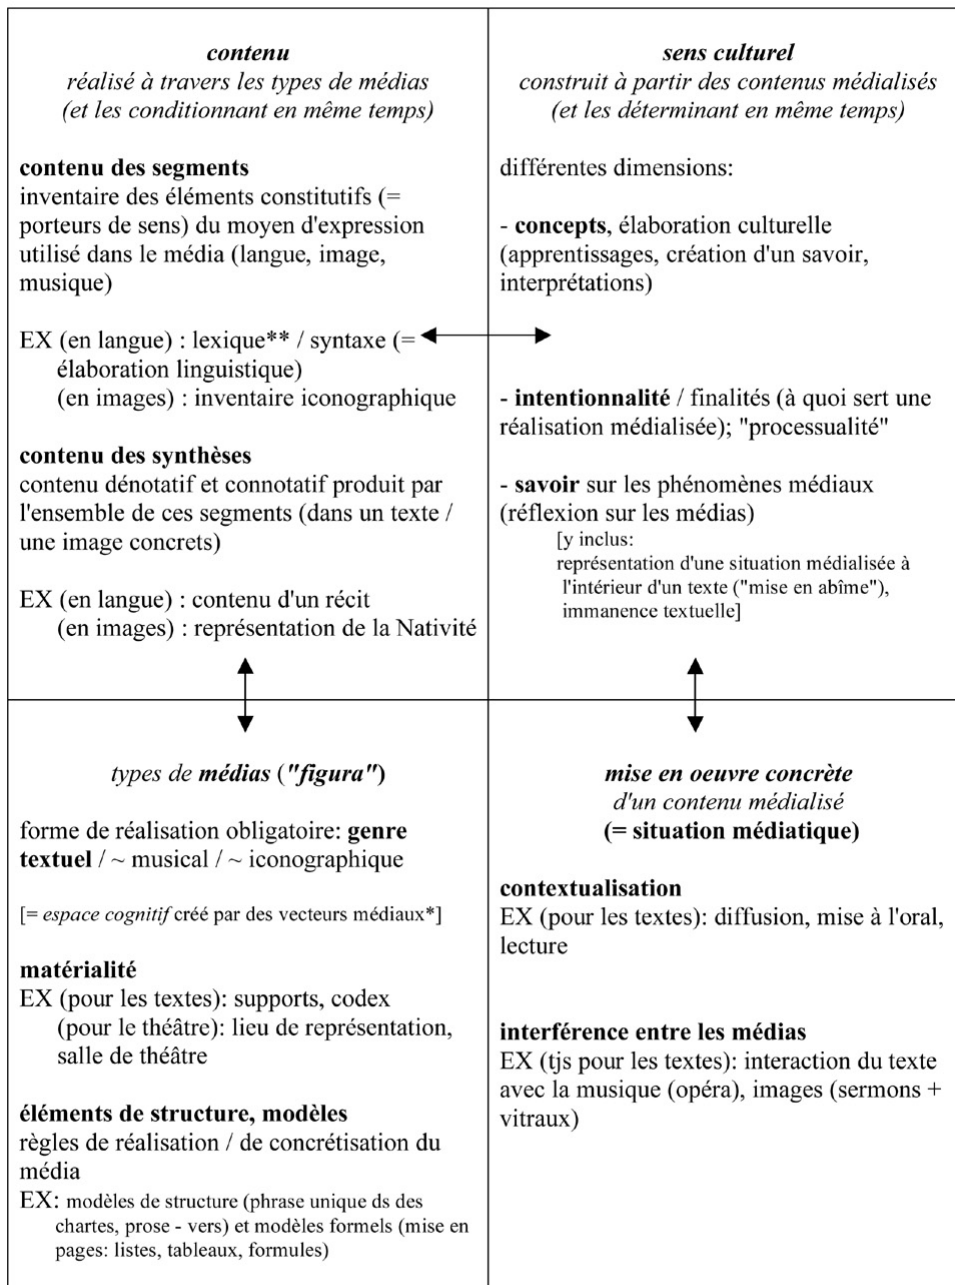 contenu
réalisé à travers les types de médias
(et les conditionnant en même temps)
contenu des segments
inventaire des éléments constitutifs (=
porteurs de sens) du moyen d'expression
utilisé dans le média (langue, image,
musique)
EX (en langue) : lexique** / syntaxe (=
élaboration linguistique)
(en images) : inventaire iconographique
contenu des synthèses
contenu dénotatif et connotatif produit par
l'ensemble de ces segments (dans un texte /
une image concrets)
EX (en langue) : contenu d'un récit
(en images) : représentation de la Nativité
sens culturel
construit à partir des contenus médialisés
(et les déterminant en même temps)
différentes dimensions:
- concepts, élaboration culturelle
(apprentissages, création d'un savoir,
interprétations)
- intentionnalité / finalités (à quoi sert une
réalisation médialisée); "processualité"
- savoir sur les phénomènes médiaux
(réflexion sur les médias)
[y inclus:
représentation d'une situation médialisée à
l'intérieur d'un texte ("mise en abîme"),
immanence textuelle]
types de médias ("figura")
forme de réalisation obligatoire: genre
textuel / ~ musical / ~ iconographique
[= espace cognitif créé par des vecteurs médiaux*]
matérialité
EX (pour les textes): supports, codex
(pour le théâtre): lieu de représentation,
salle de théâtre
éléments de structure, modèles
règles de réalisation / de concrétisation du
média
EX: modèles de structure (phrase unique ds des
chartes, prose - vers) et modèles formels (mise en
pages: listes, tableaux, formules)
mise en oeuvre concrète
d'un contenu médialisé
(= situation médiatique)
contextualisation
EX (pour les textes): diffusion, mise à l'oral,
lecture
interférence entre les médias
EX (tjs pour les textes): interaction du texte
avec la musique (opéra), images (sermons +
vitraux)